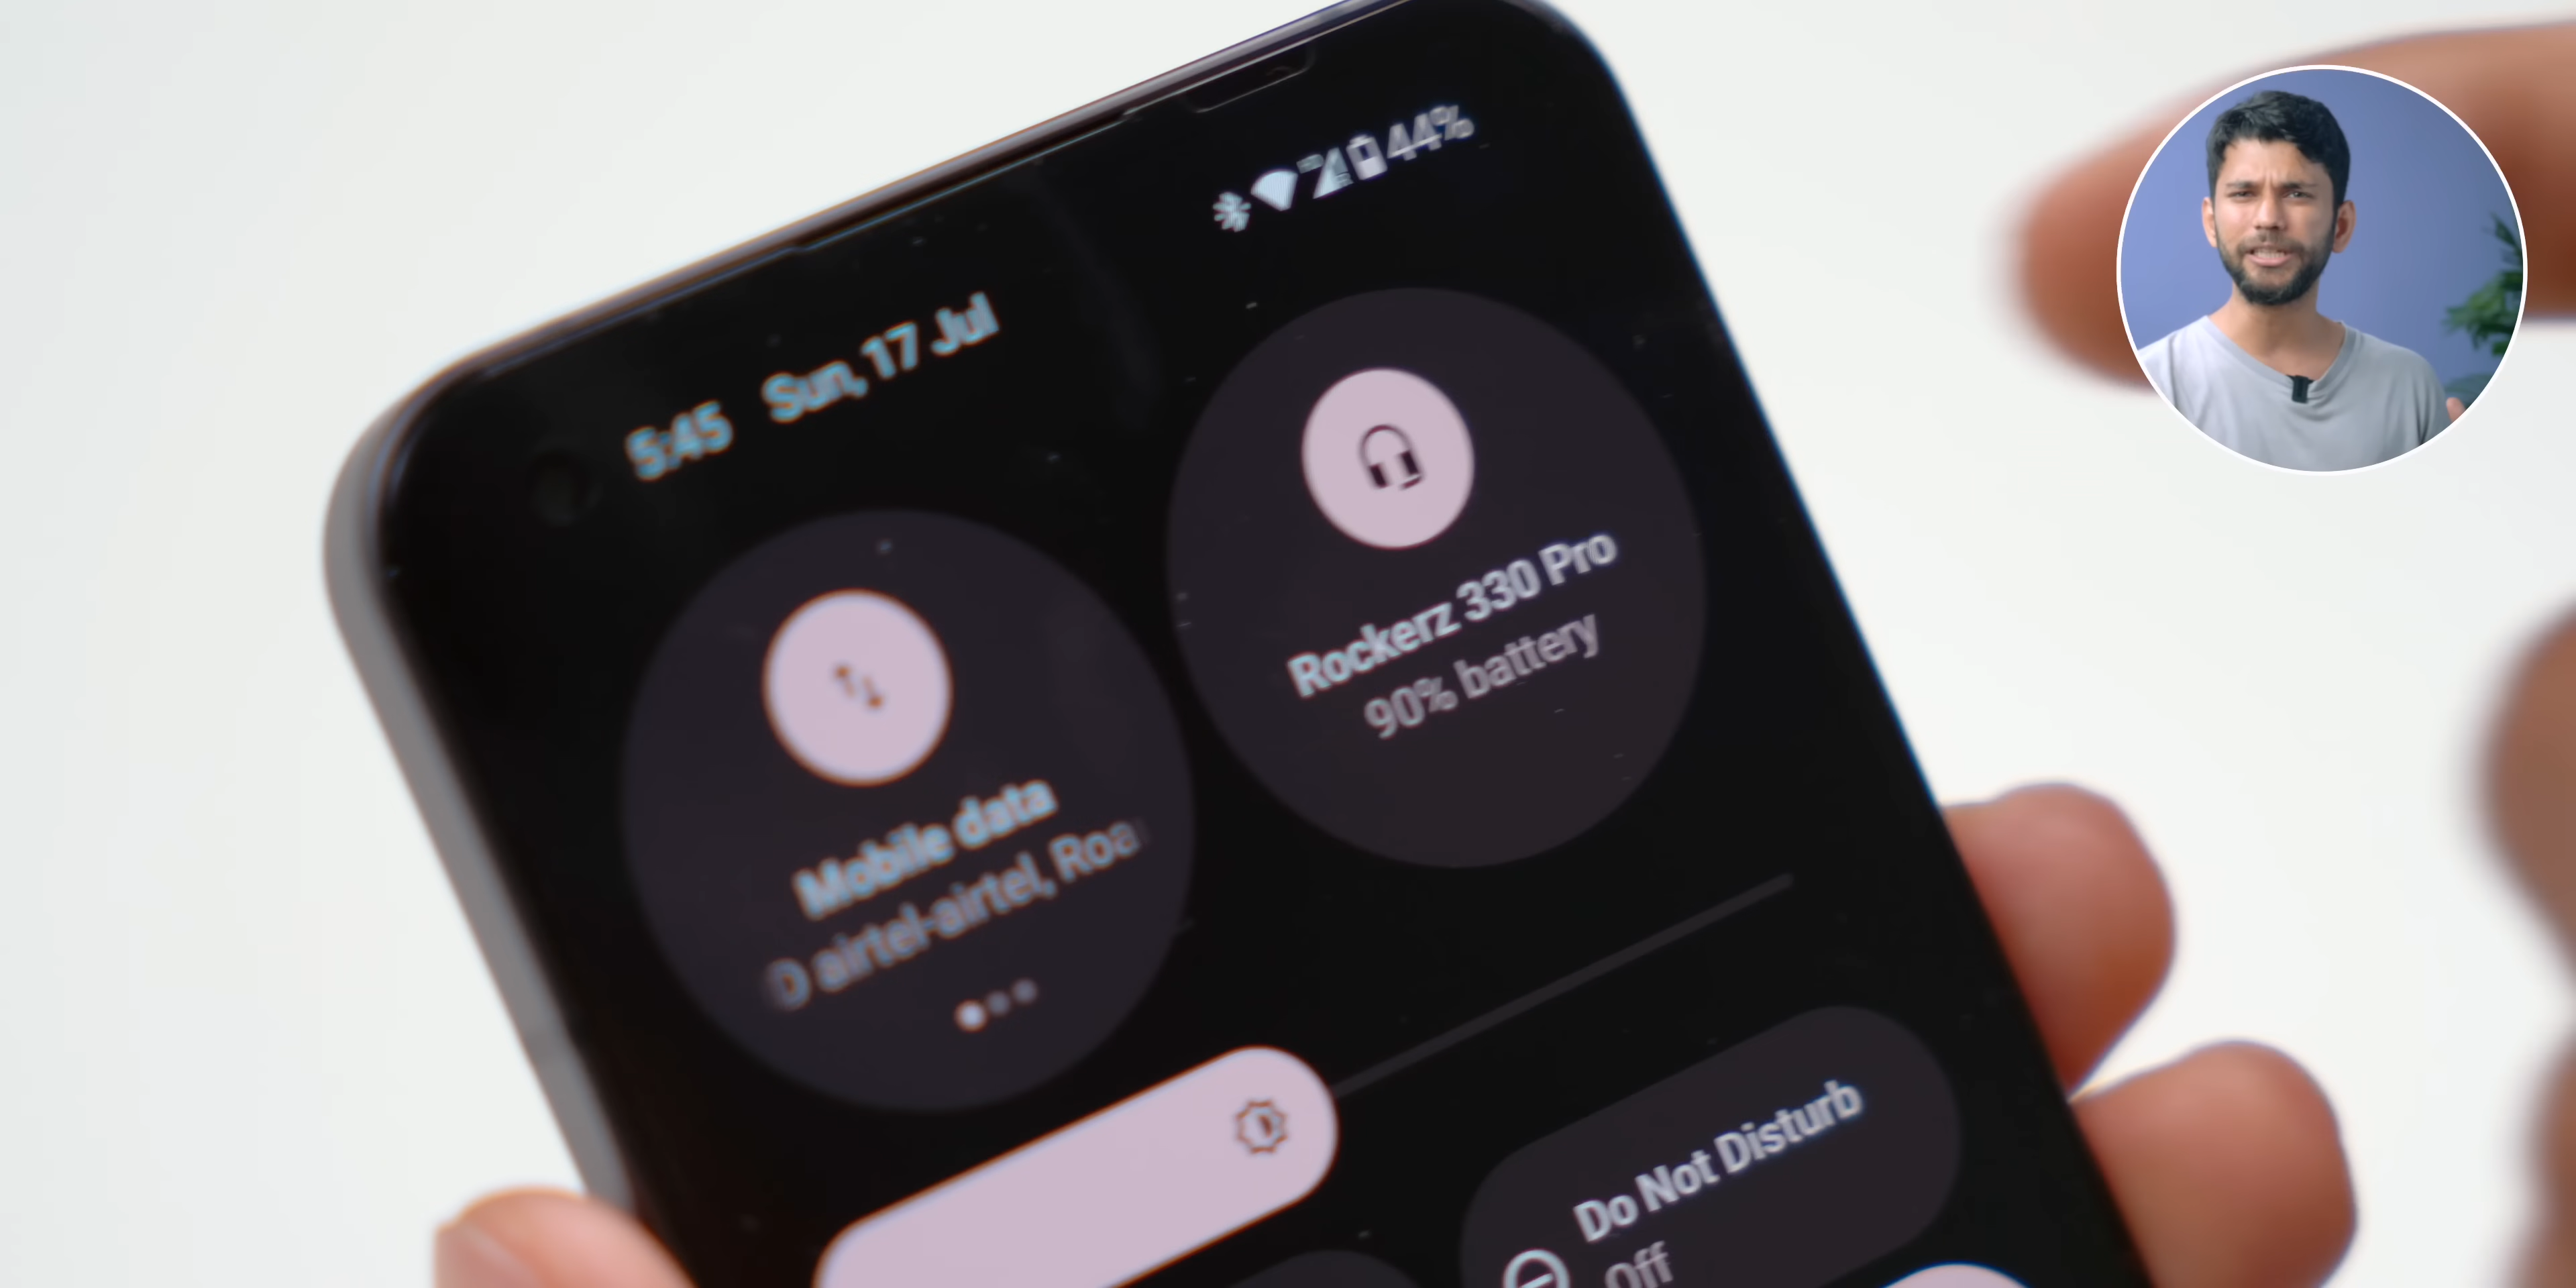 44%
5:45 Sun, 17 Jul
Rockerz 330 Pro
90% battery
Mobile data
airtel-airtel, Roa
Do Not Disturb
Off